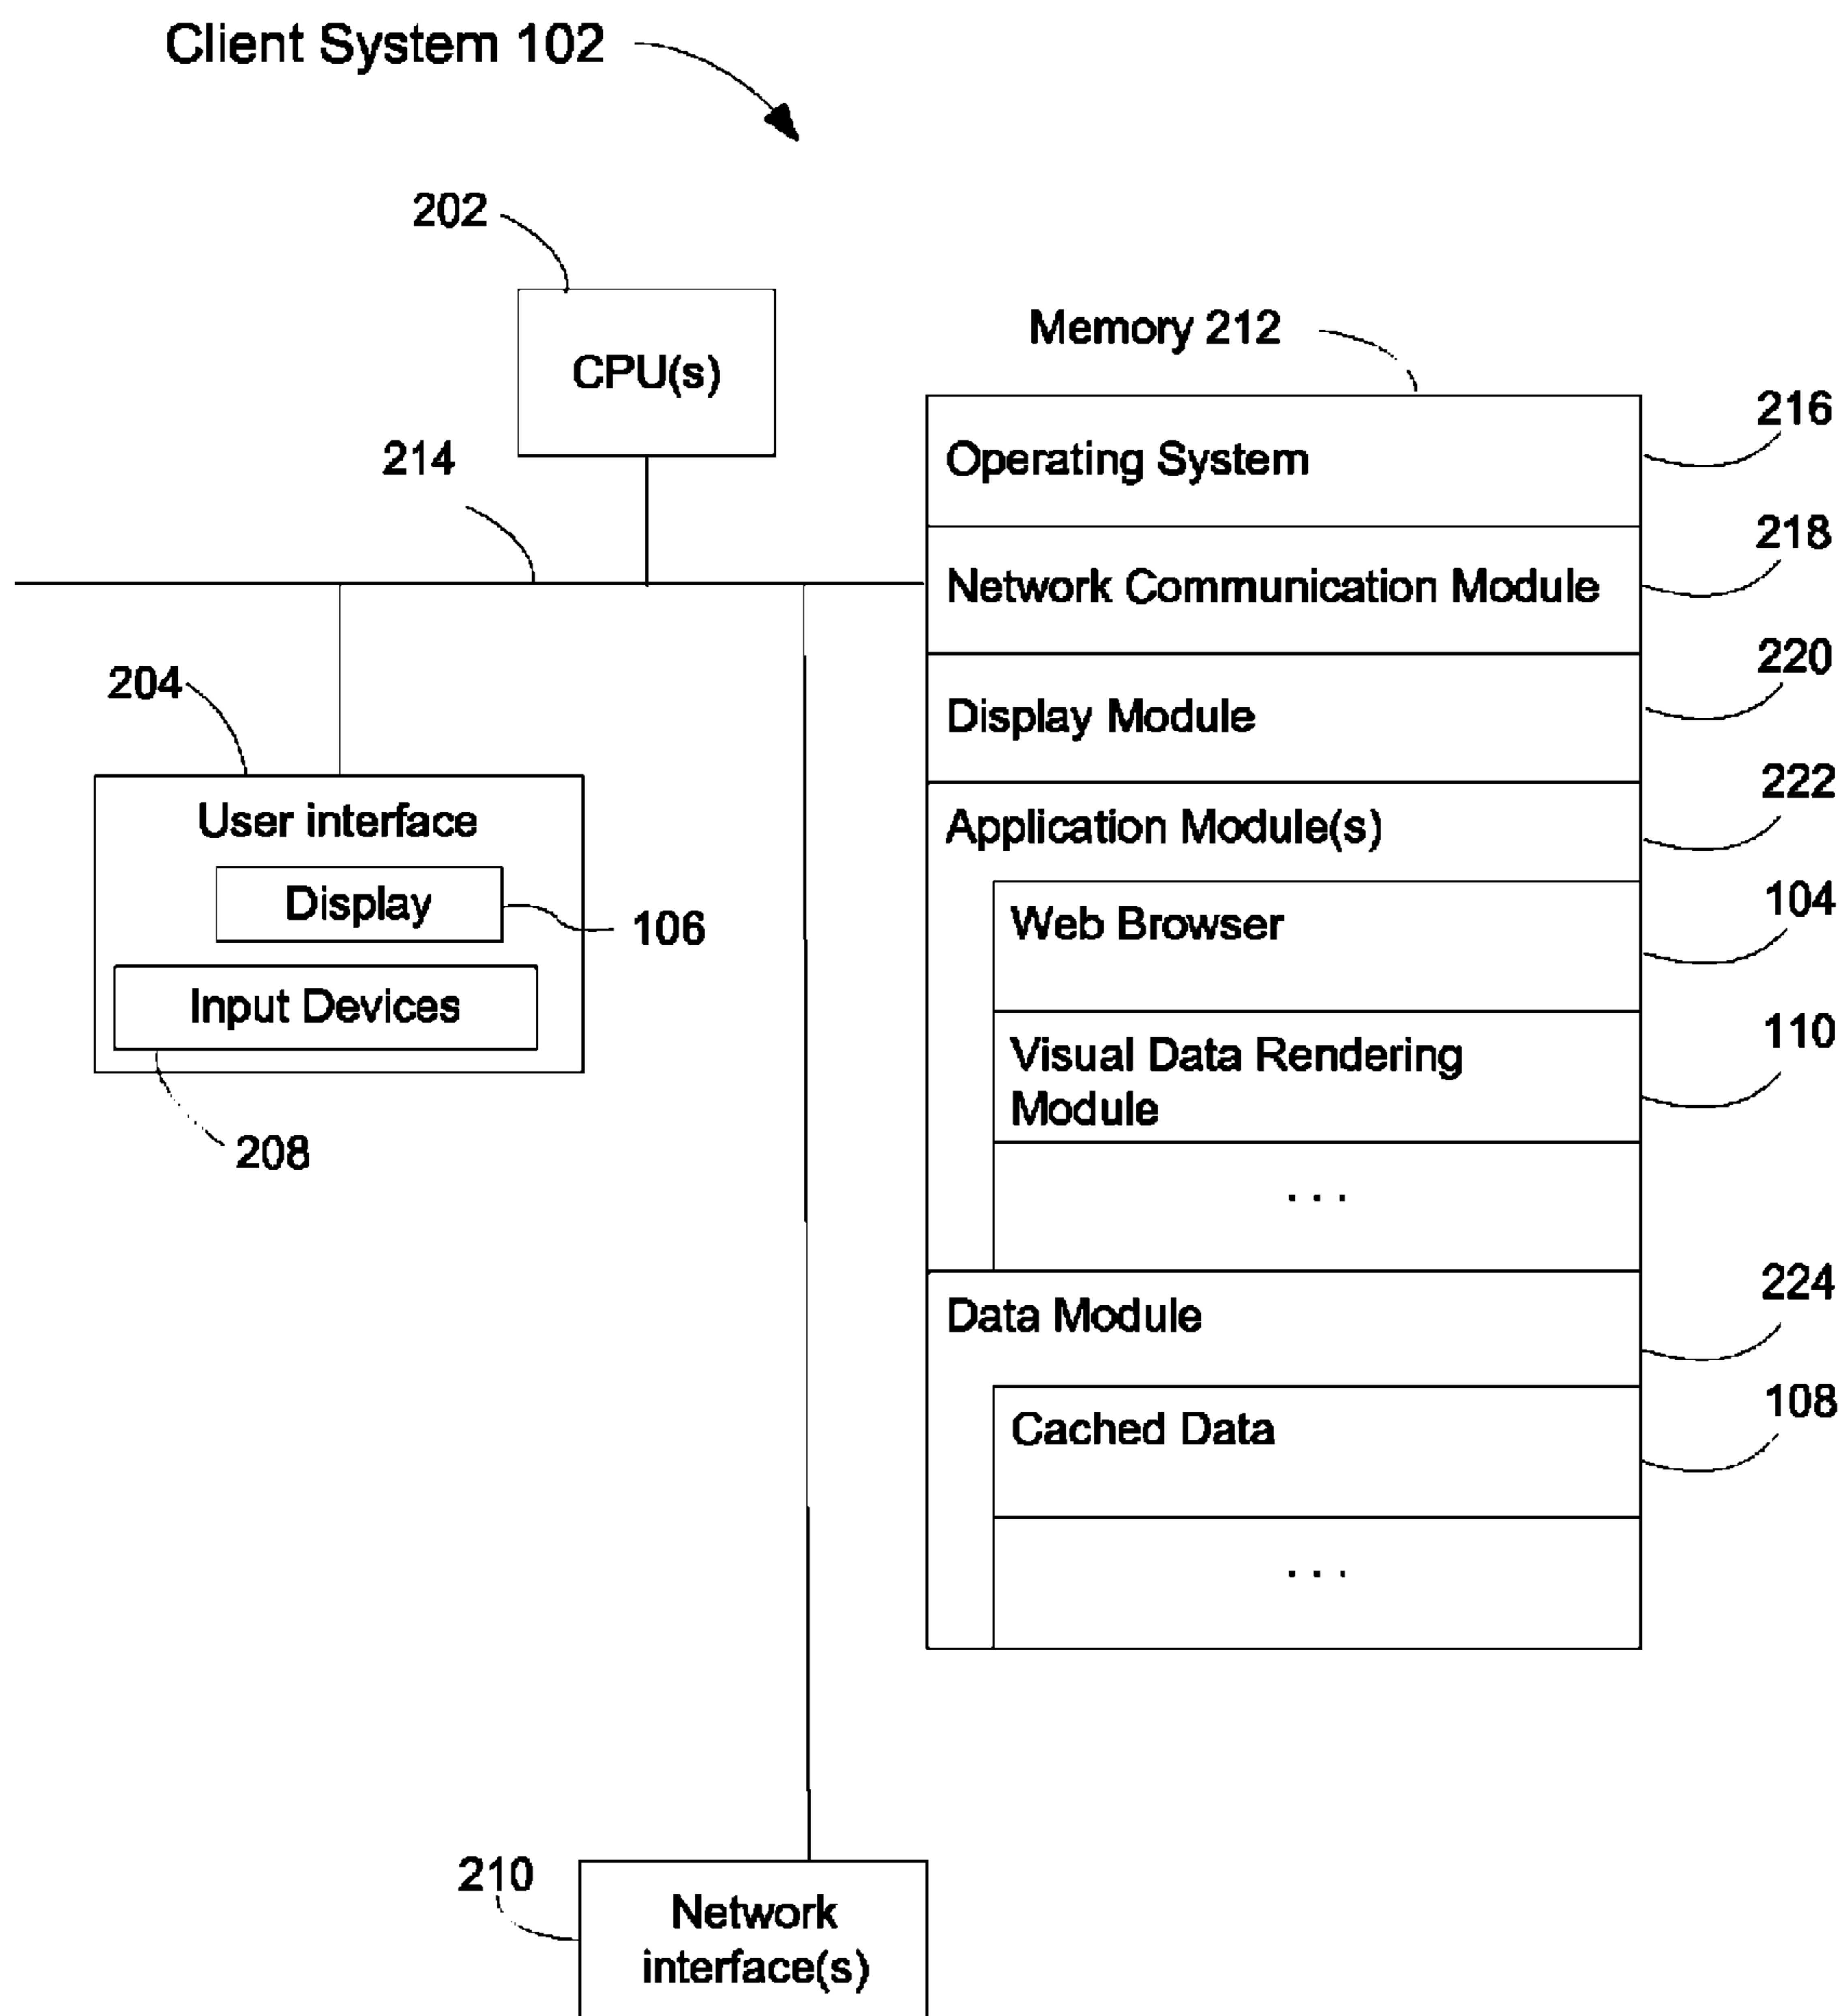 Client System 102
202
CPU(s)
214
204
User interface
Display
106
Input Devices
208
Memory 212
Operating System
216
Network Communication Module
218
Display Module
220
Application Module(s)
222
Web Browser
104
Visual Data Rendering
Module
110
. . .
Data Module
224
Cached Data
108
. . .
210
Network
interface(s)